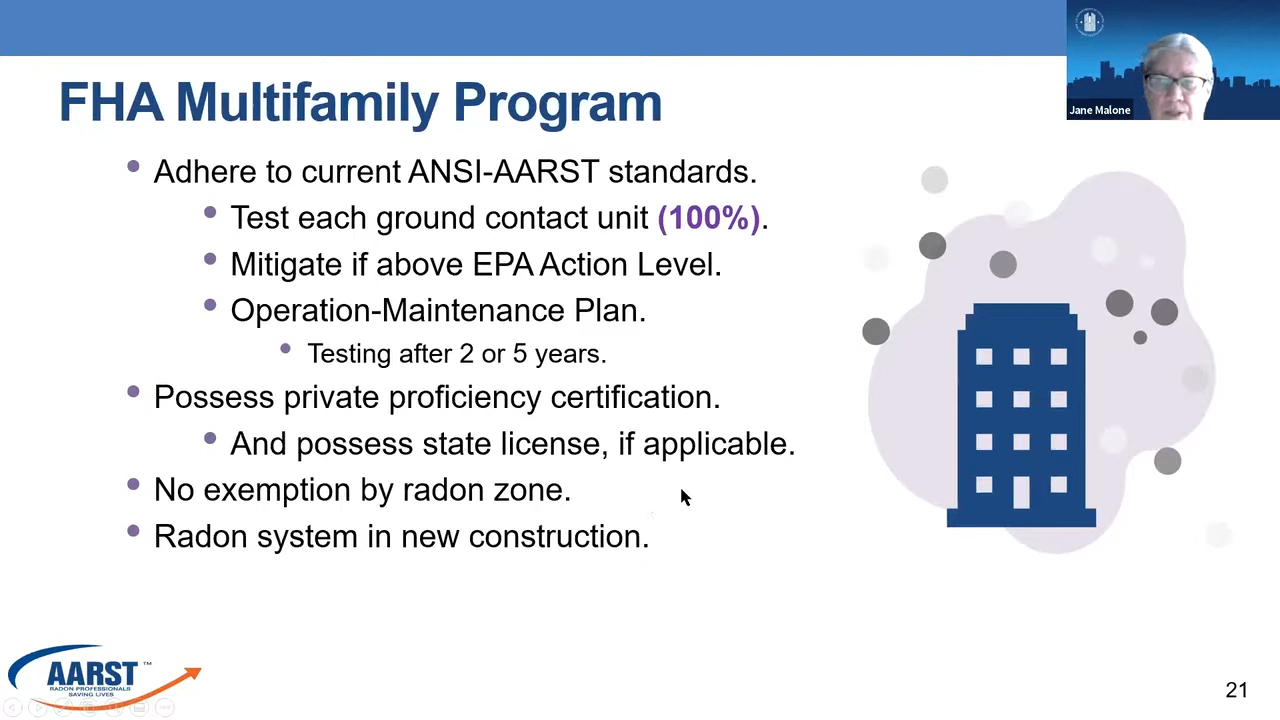 FHA Multifamily Program
Jane Malone
Adhere to current ANSI-AARST standards.
Test each ground contact unit (100%).
Mitigate if above EPA Action Level.
Operation-Maintenance Plan.
Testing after 2 or 5 years.
Possess private proficiency certification.
And possess state license, if applicable.
No exemption by radon zone.
Radon system in new construction.
AARST™
RADON PROFESSIONALS
SAVING LIVES
21